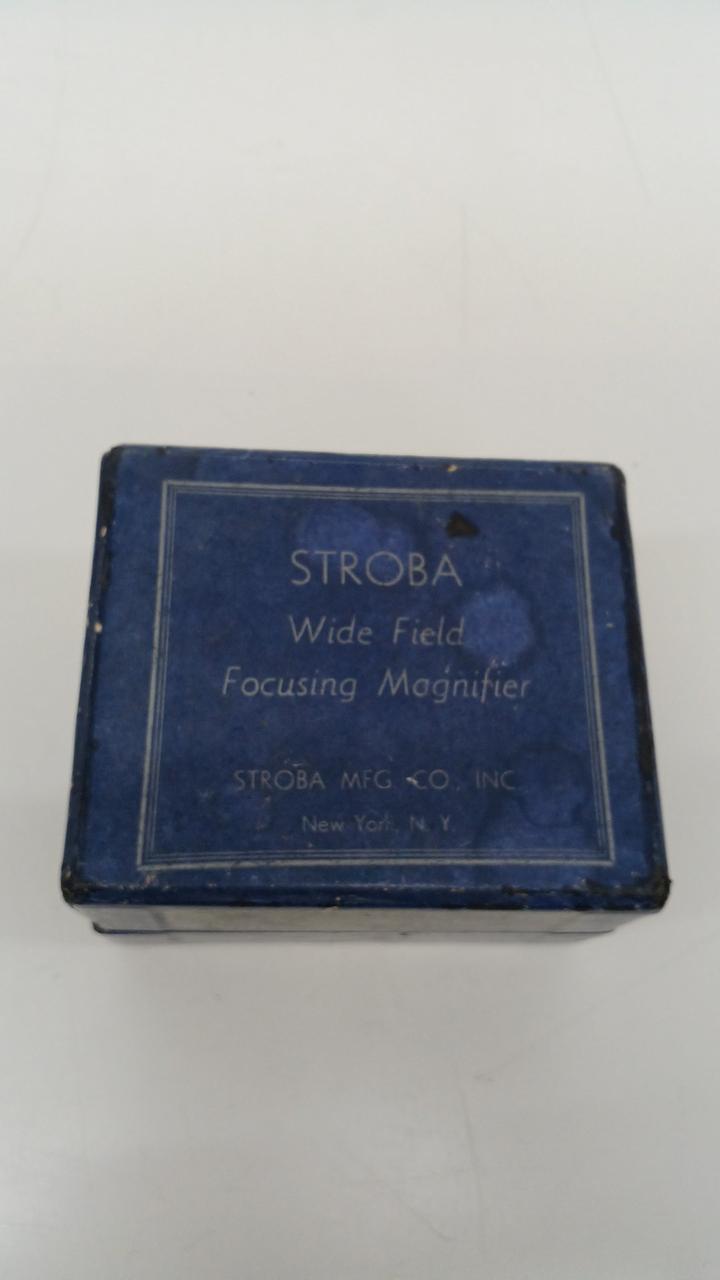 STROBA
Wide Field
Focusing Magnifier
STROBA MFG. CO., INC.
New York, N. Y.